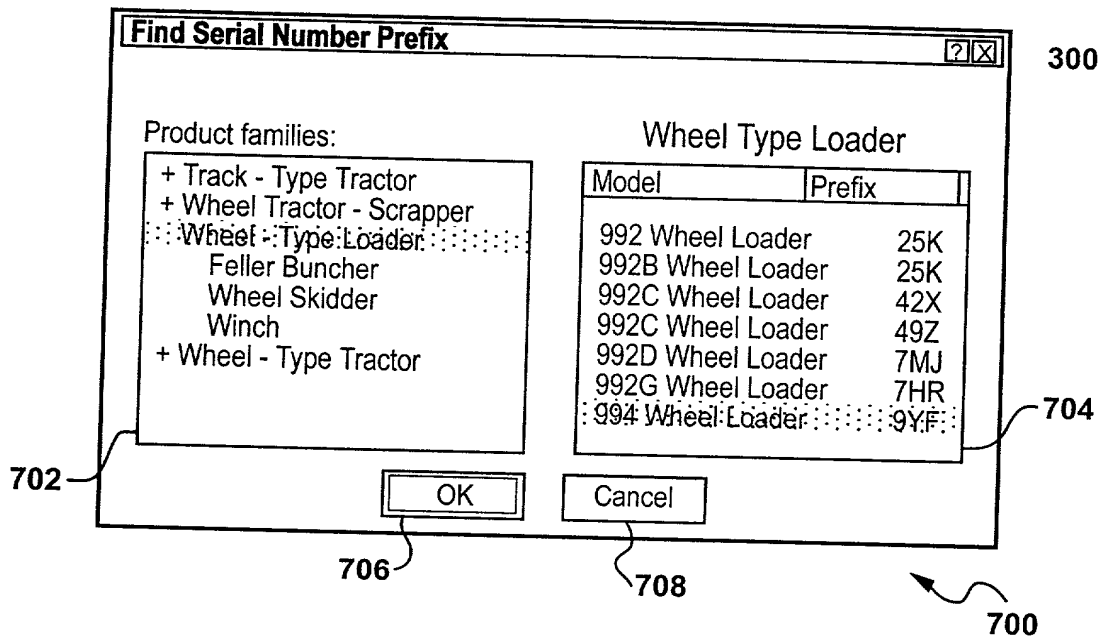 Find Serial Number Prefix
? X
300
Product families:
+ Track - Type Tractor
+ Wheel Tractor - Scrapper
Wheel - Type Loader
Feller Buncher
Wheel Skidder
Winch
+ Wheel - Type Tractor
Wheel Type Loader
Model Prefix
992 Wheel Loader 25K
992B Wheel Loader 25K
992C Wheel Loader 42X
992C Wheel Loader 49Z
992D Wheel Loader 7MJ
992G Wheel Loader 7HR
994 Wheel Loader 9YF
704
702
OK Cancel
706
708
700